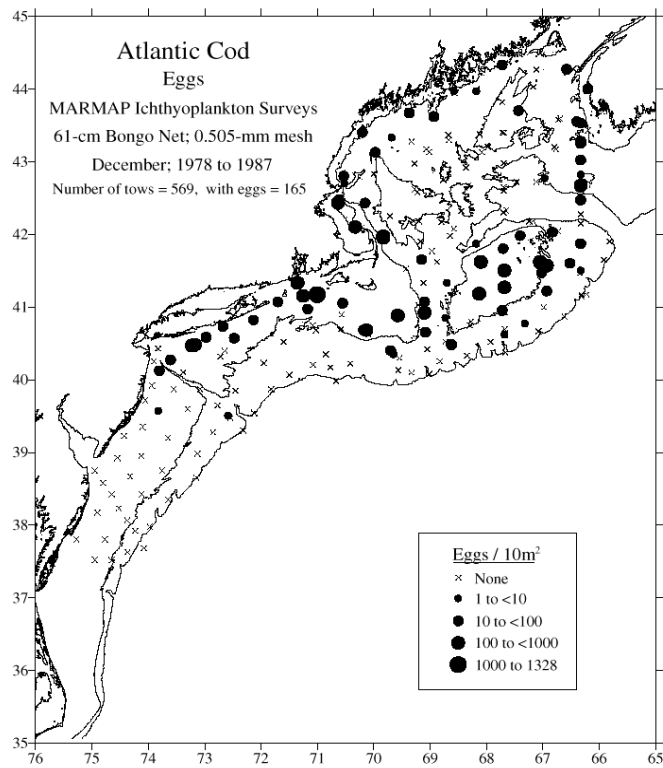 Atlantic Cod
Eggs
MARMAP Ichthyoplankton Surveys
61-cm Bongo Net; 0.505-mm mesh
December; 1978 to 1987
Number of tows = 569, with eggs = 165
45
44
43
42
41
40
39
38
37
36
35
Eggs / 10m²
None
1 to <10
10 to <100
100 to <1000
1000 to 1328
76 75 74 73 72 71 70 69 68 67 66 65